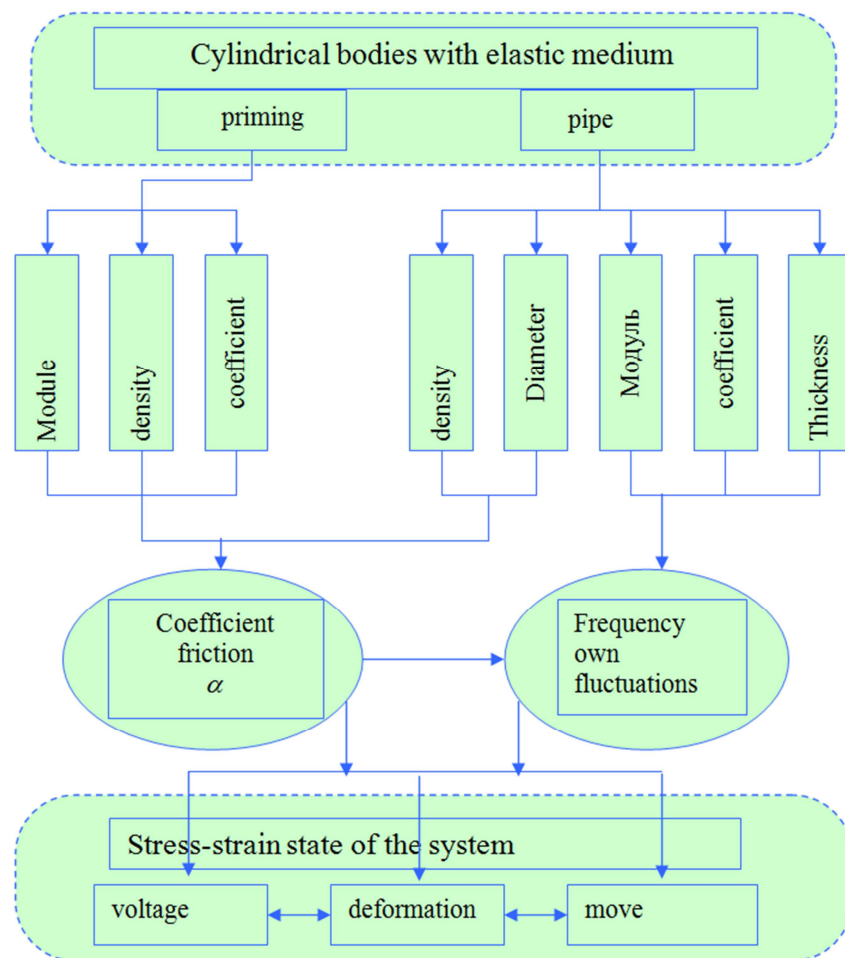 Cylindrical bodies with elastic medium
priming
pipe
Module
density
coefficient
density
Diameter
Модуль
coefficient
Thickness
Coefficient
friction
α
Frequency
own
fluctuations
Stress-strain state of the system
voltage
deformation
move